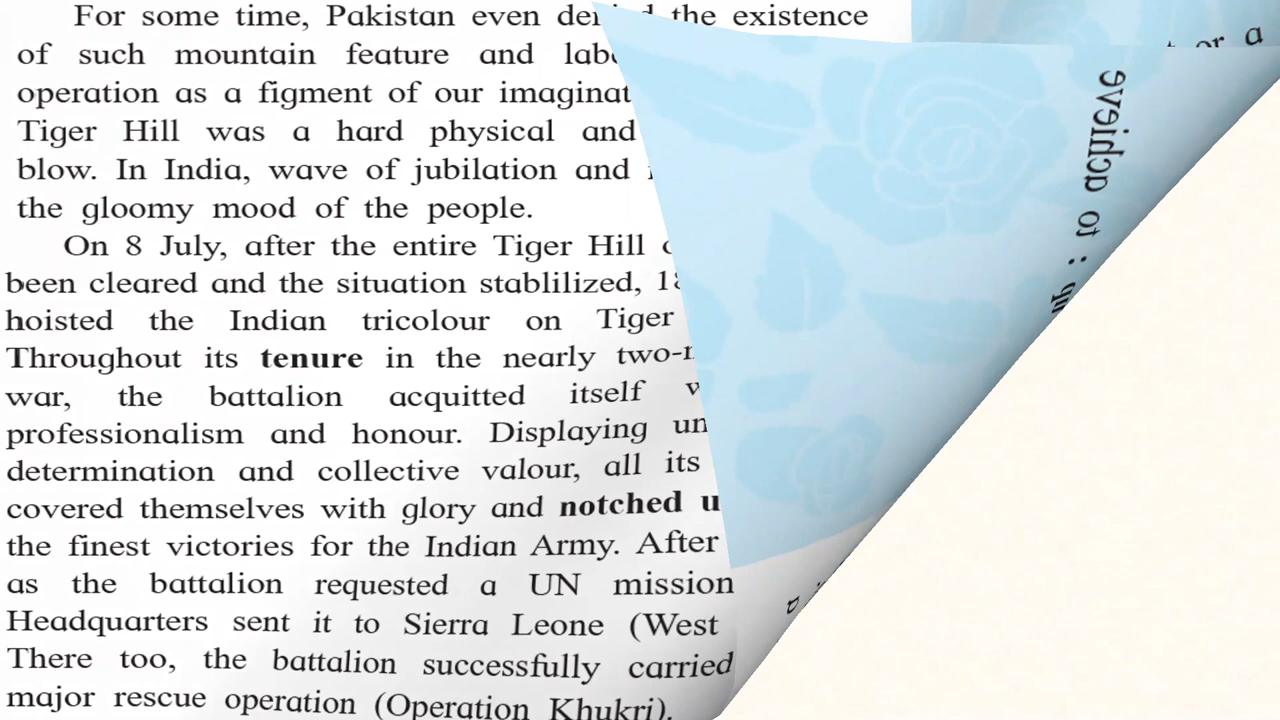 For some time, Pakistan even the existence
of such mountain feature and
operation as a figment of our
Tiger Hill was a hard physical and
blow. In India, wave of jubilation and
the gloomy mood of the people.
On 8 July, after the entire Tiger Hill
been cleared and the situation stablilized,
hoisted the Indian tricolour on Tiger
Throughout its tenure in the nearly
war, the battalion acquitted itself
professionalism and honour. Displaying
determination and collective valour, all its
covered themselves with glory and notched
the finest victories for the Indian Army. After
as the battalion requested a UN mission
Headquarters sent it to Sierra Leone (West
There too, the battalion successfully carried
major rescue operation (Operation Khukri).
or a
: to achieve